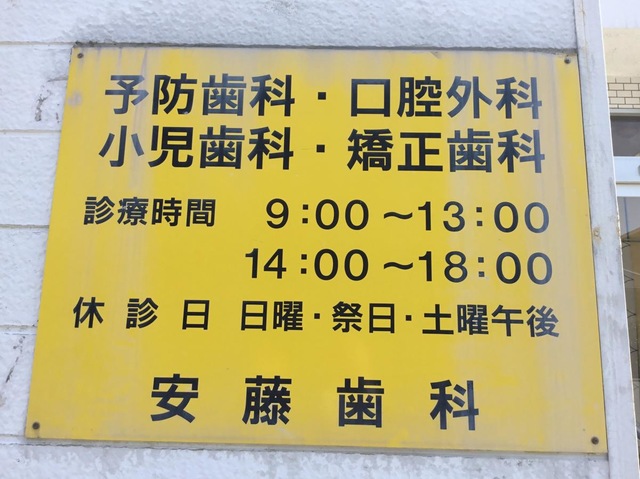 予防歯科・口腔外科
小児歯科・矯正歯科
診療時間 9:00～13:00
14:00～18:00
休診日 日曜・祭日・土曜午後
安藤歯科